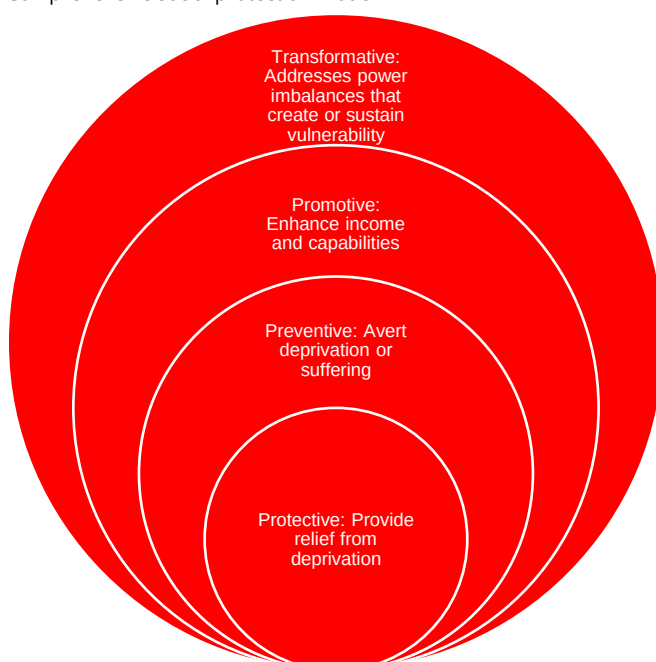 Transformative:
Addresses power
imbalances that
create or sustain
vulnerability
Promotive:
Enhance income
and capabilities
Preventive: Avert
deprivation or
suffering
Protective: Provide
relief from
deprivation